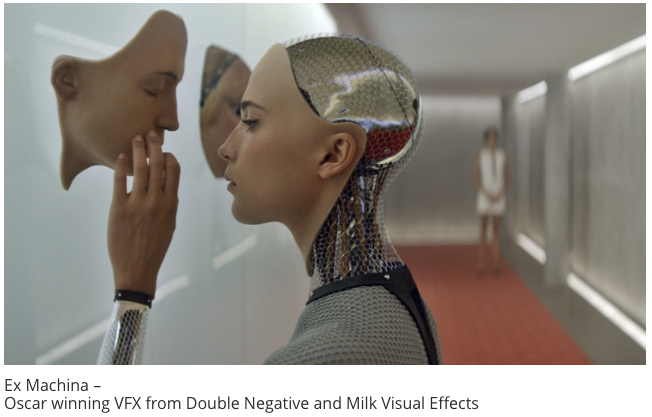 Ex Machina –
Oscar winning VFX from Double Negative and Milk Visual Effects